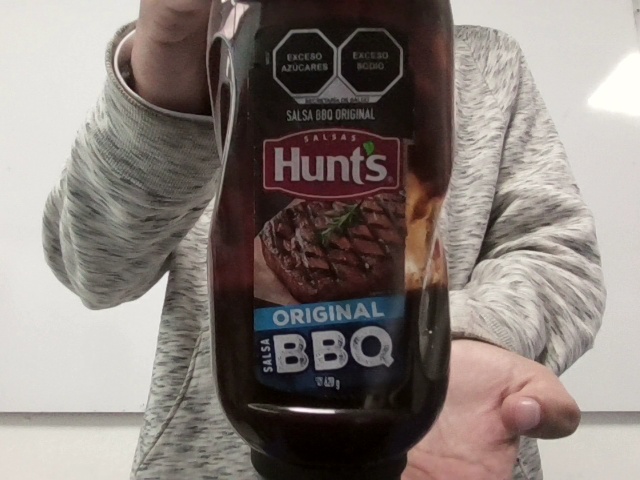 EXCESO
AZÚCARES
EXCESO
SODIO
SECRETARÍA DE SALUD
SALSA BBQ ORIGINAL
SALSAS
Hunt's
ORIGINAL
SALSA
BBQ